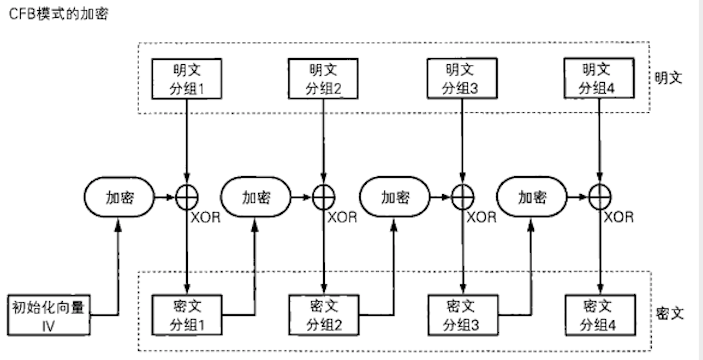 CFB模式的加密
明文
分组1
明文
分组2
明文
分组3
明文
分组4
明文
加密
XOR
加密
XOR
加密
XOR
加密
XOR
初始化向量
IV
密文
分组1
密文
分组2
密文
分组3
密文
分组4
密文